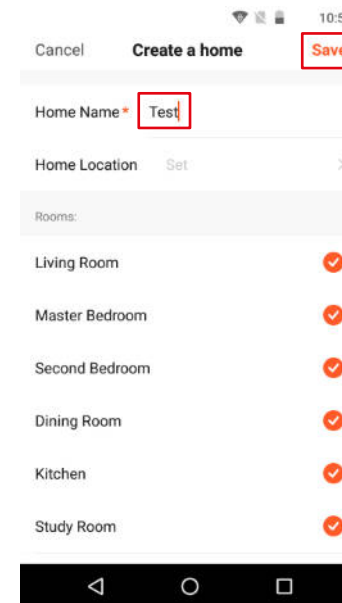 10:5
Cancel Create a home Save
Home Name* Test
Home Location Set
Rooms:
Living Room
Master Bedroom
Second Bedroom
Dining Room
Kitchen
Study Room